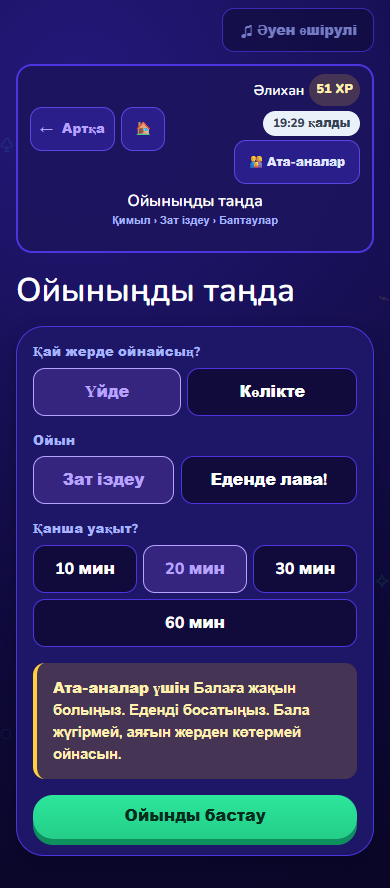 ♫ Әуен өшірулі
Әлихан 51 XP
← Артқа 🏠
19:29 қалды
👨‍👩‍👧 Ата-аналар
Ойыныңды таңда
Қимыл › Зат іздеу › Баптаулар
Ойыныңды таңда
Қай жерде ойнайсың?
Үйде Көлікте
Ойын
Зат іздеу Еденде лава!
Қанша уақыт?
10 мин 20 мин 30 мин
60 мин
Ата-аналар үшін Балаға жақын
болыңыз. Еденді босатыңыз. Бала
жүгірмей, аяғын жерден көтермей
ойнасын.
Ойынды бастау